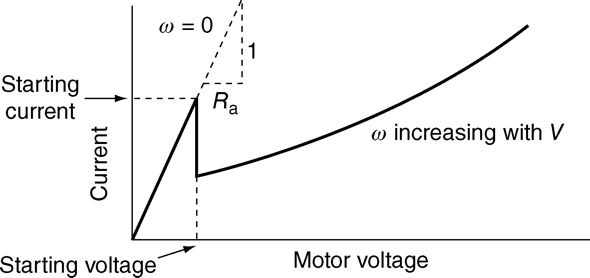 ω = 0
1
Starting
current
Rₐ
Current
ω increasing with V
Starting voltage
Motor voltage